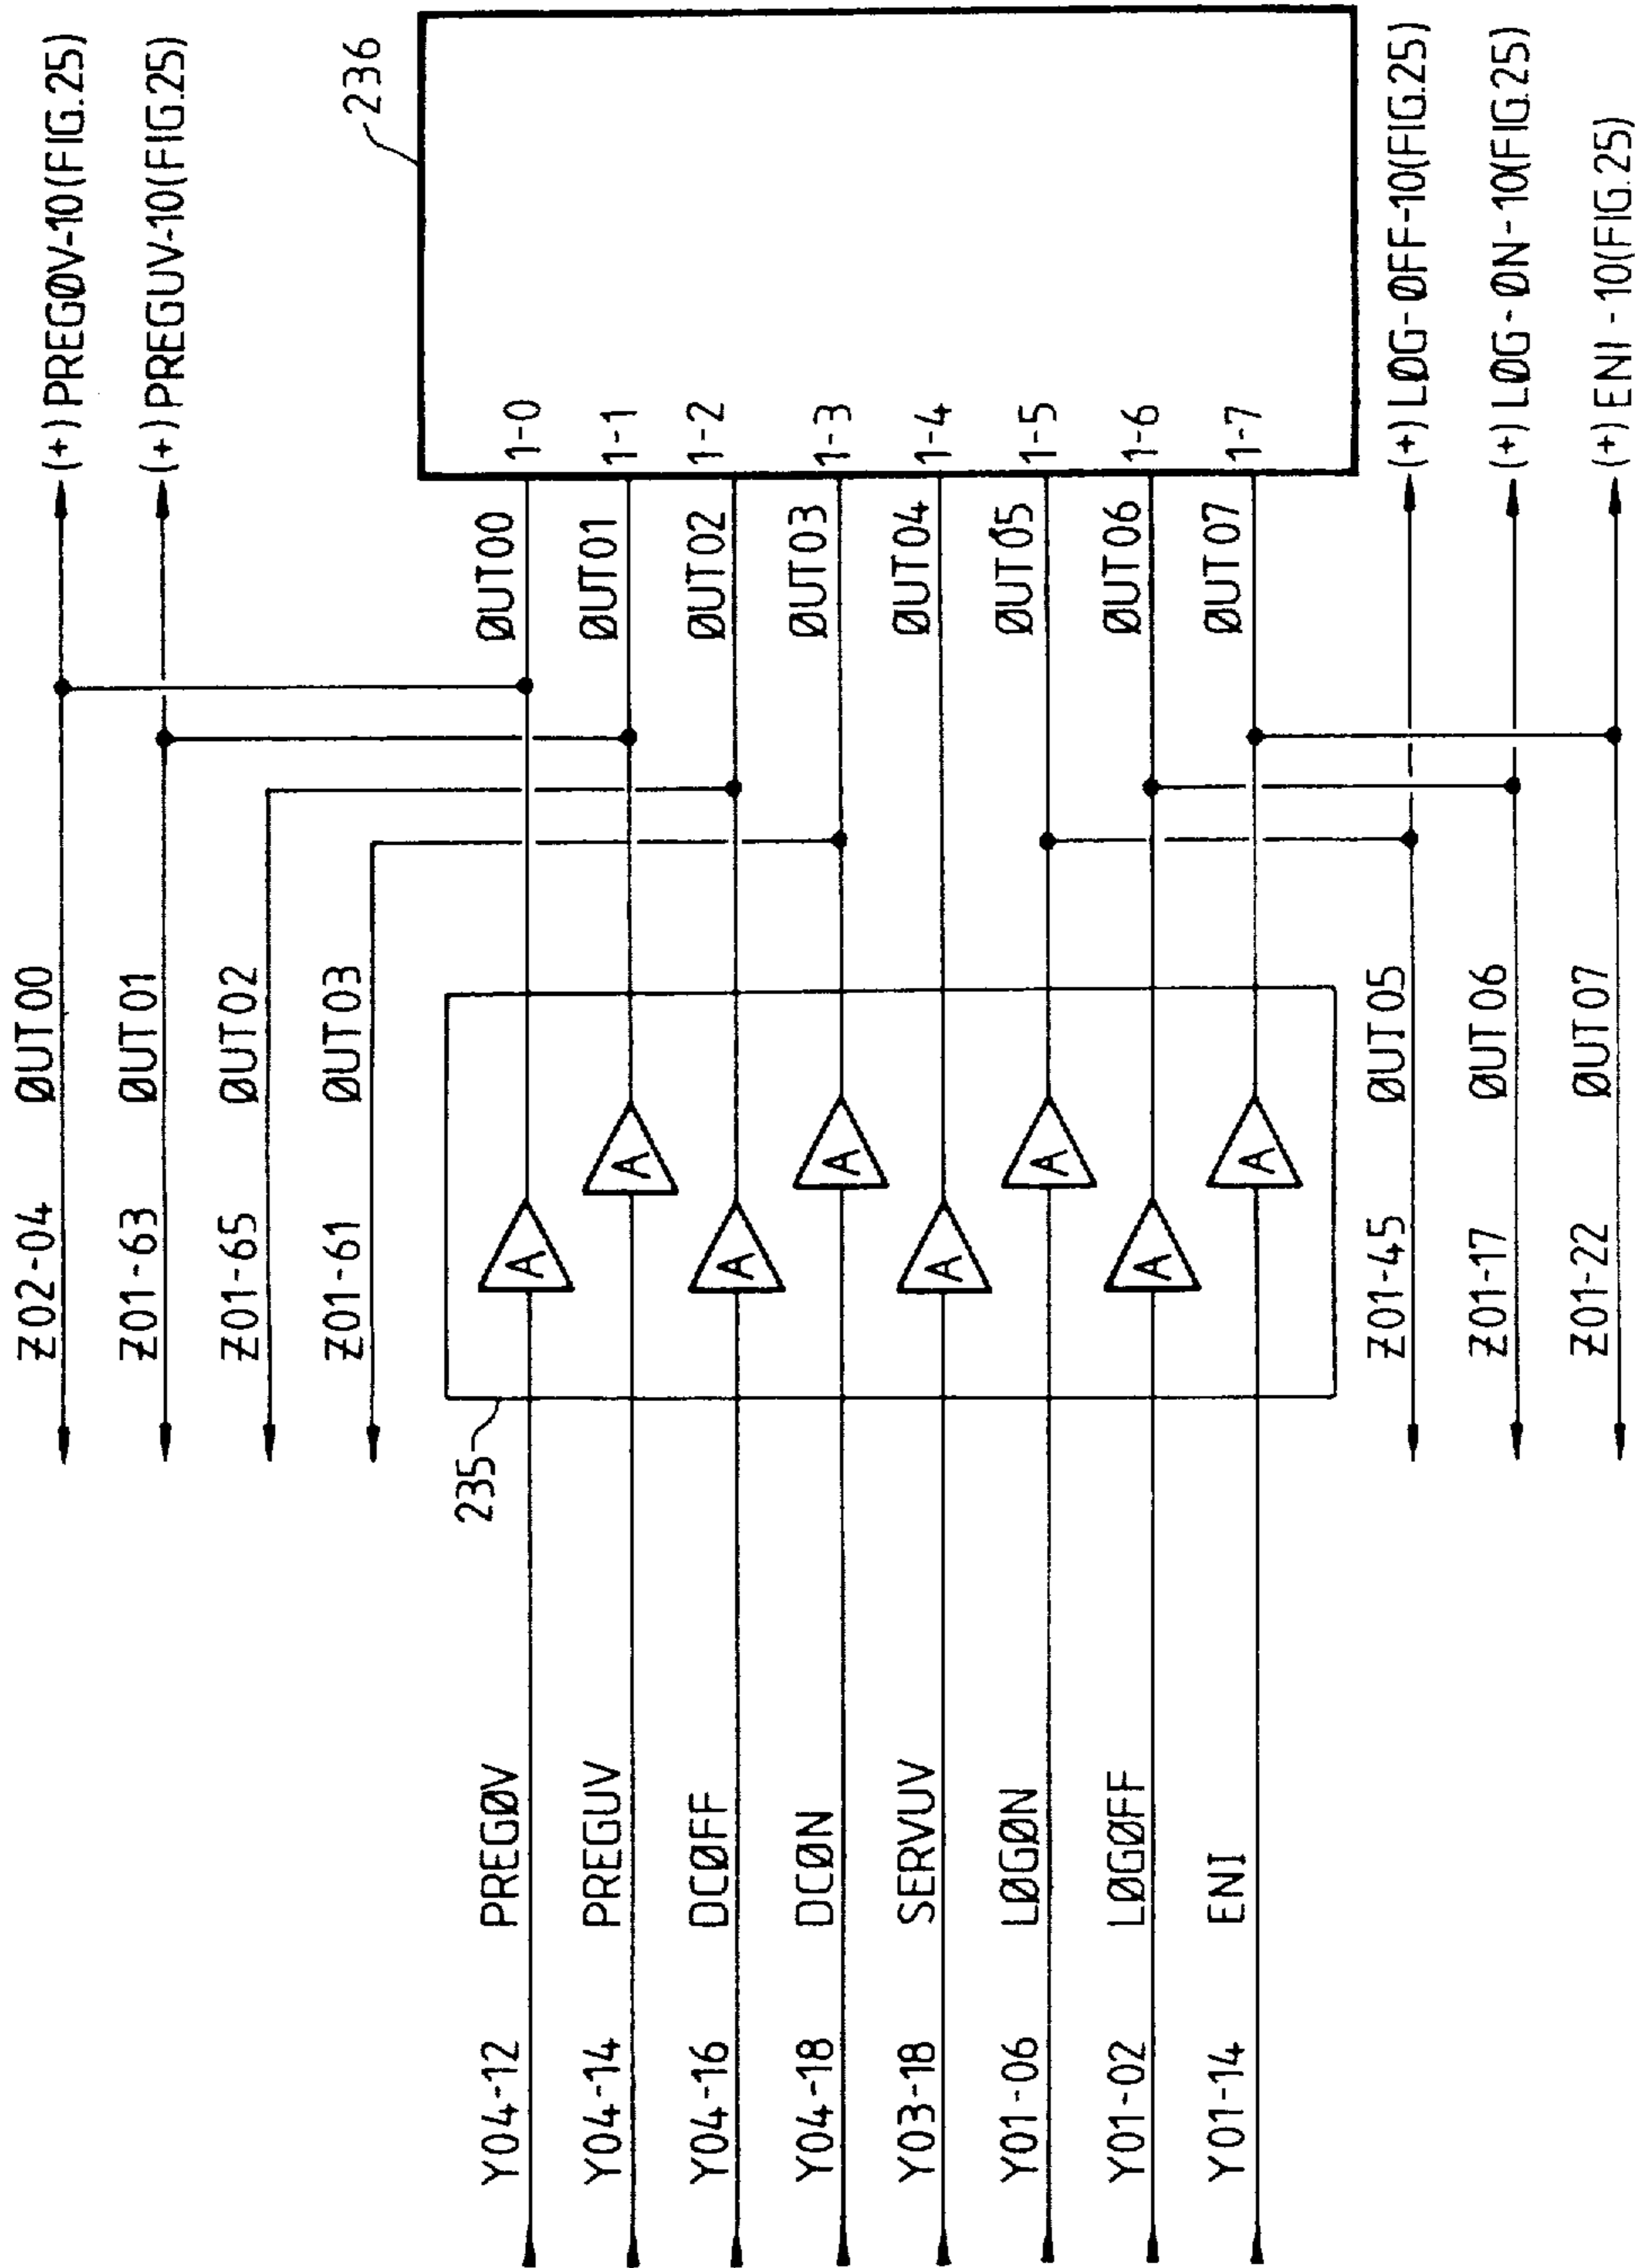 Z02-04 ØUT00 (+) PREGØV-10(FIG.25)
Z01-63 ØUT01 (+) PREGUV-10(FIG.25)
Z01-65 ØUT02
Z01-61 ØUT03
235
236
Y04-12 PREGØV A ØUT00 1-0
Y04-14 PREGUV A ØUT01 1-1
Y04-16 DCØFF A ØUT02 1-2
Y04-18 DCØN A ØUT03 1-3
Y03-18 SERVUV A ØUT04 1-4
Y01-06 LØGØN A ØUT05 1-5
Y01-02 LØGØFF A ØUT06 1-6
Y01-14 ENI A ØUT07 1-7
Z01-45 ØUT05 (+) LØG-ØFF-10(FIG.25)
Z01-17 ØUT06 (+) LØG-ØN-10(FIG.25)
Z01-22 ØUT07 (+) ENI-10(FIG.25)